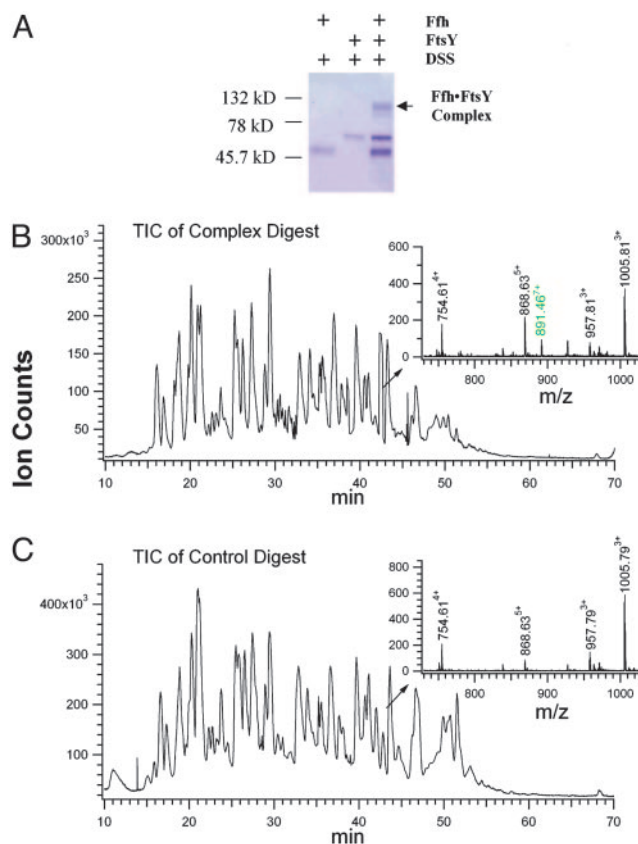 A
+ + Ffh
+ + FtsY
+ + + DSS
132 kD
78 kD
45.7 kD
Ffh•FtsY
Complex
B
TIC of Complex Digest
300x10³
250
200
150
100
50
10 20 30 40 50 60 70
min
600
400
200
0
754.61⁴⁺
868.63⁵⁺
891.46⁷⁺
957.81³⁺
1005.81³⁺
800 900 1000
m/z
Ion Counts
C
TIC of Control Digest
400x10³
300
200
100
10 20 30 40 50 60 70
min
800
600
400
200
0
754.61⁴⁺
868.63⁵⁺
957.79³⁺
1005.79³⁺
800 900 1000
m/z